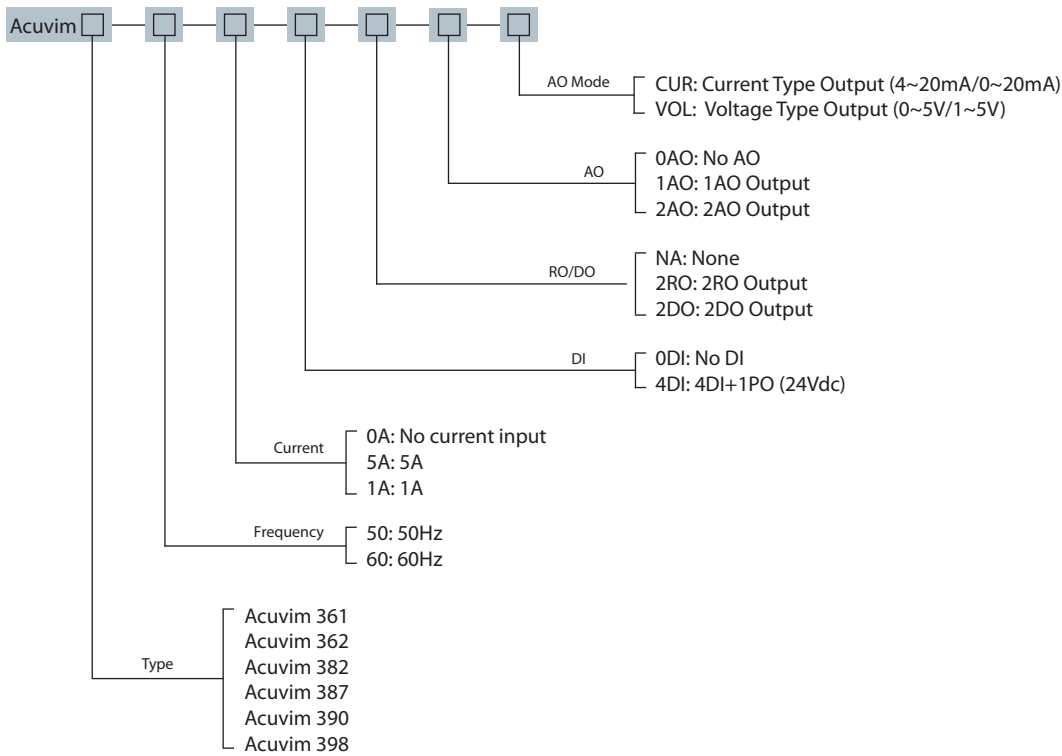 Acuvim
AO Mode
CUR: Current Type Output (4~20mA/0~20mA)
VOL: Voltage Type Output (0~5V/1~5V)
AO
0AO: No AO
1AO: 1AO Output
2AO: 2AO Output
RO/DO
NA: None
2RO: 2RO Output
2DO: 2DO Output
DI
0DI: No DI
4DI: 4DI+1PO (24Vdc)
Current
0A: No current input
5A: 5A
1A: 1A
Frequency
50: 50Hz
60: 60Hz
Type
Acuvim 361
Acuvim 362
Acuvim 382
Acuvim 387
Acuvim 390
Acuvim 398